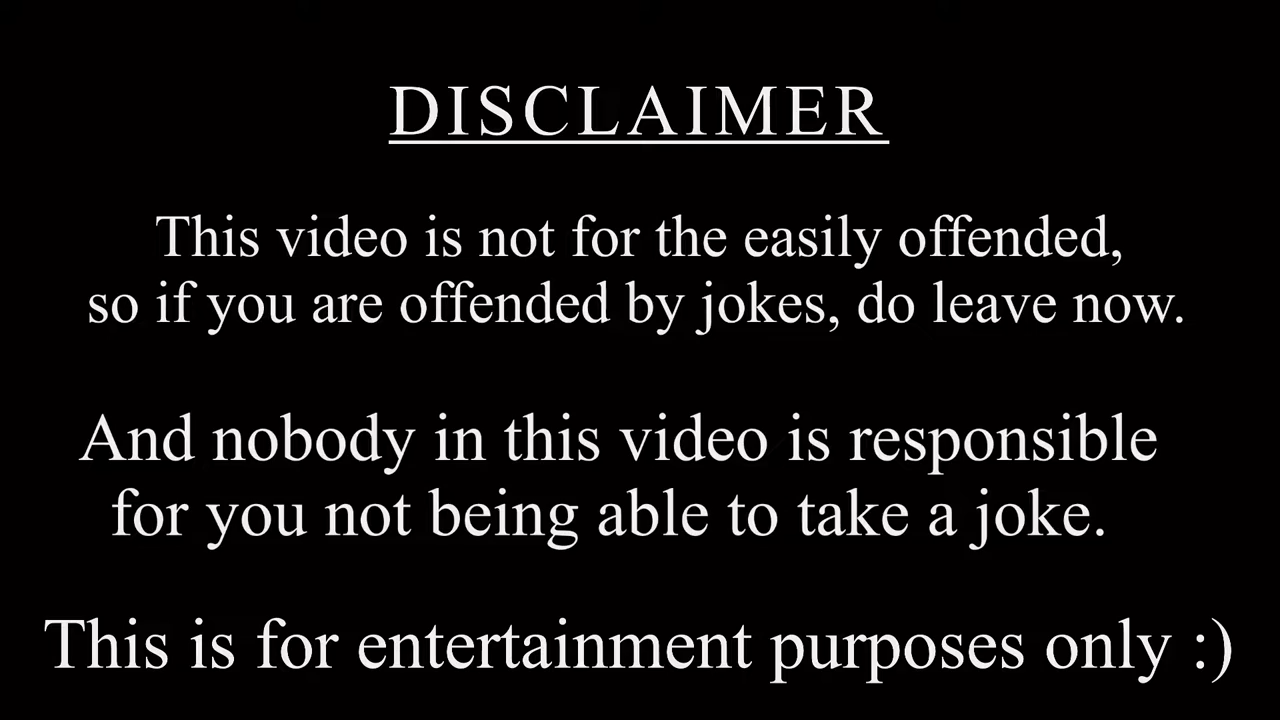 DISCLAIMER
This video is not for the easily offended,
so if you are offended by jokes, do leave now.
And nobody in this video is responsible
for you not being able to take a joke.
This is for entertainment purposes only :)